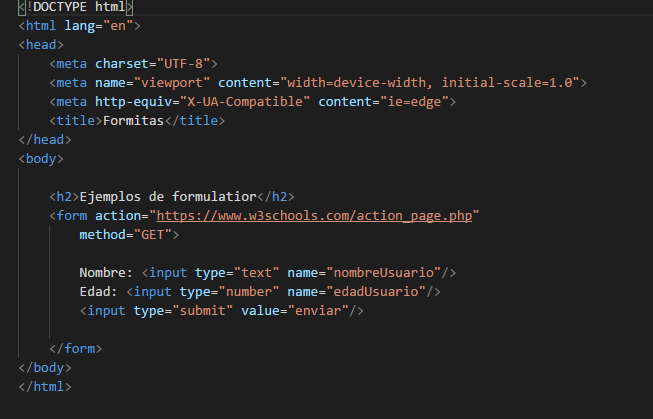 <!DOCTYPE html>
<html lang="en">
<head>
    <meta charset="UTF-8">
    <meta name="viewport" content="width=device-width, initial-scale=1.0">
    <meta http-equiv="X-UA-Compatible" content="ie=edge">
    <title>Formitas</title>
</head>
<body>
    <h2>Ejemplos de formulatior</h2>
    <form action="https://www.w3schools.com/action_page.php"
        method="GET">
        Nombre: <input type="text" name="nombreUsuario"/>
        Edad: <input type="number" name="edadUsuario"/>
        <input type="submit" value="enviar"/>
    </form>
</body>
</html>